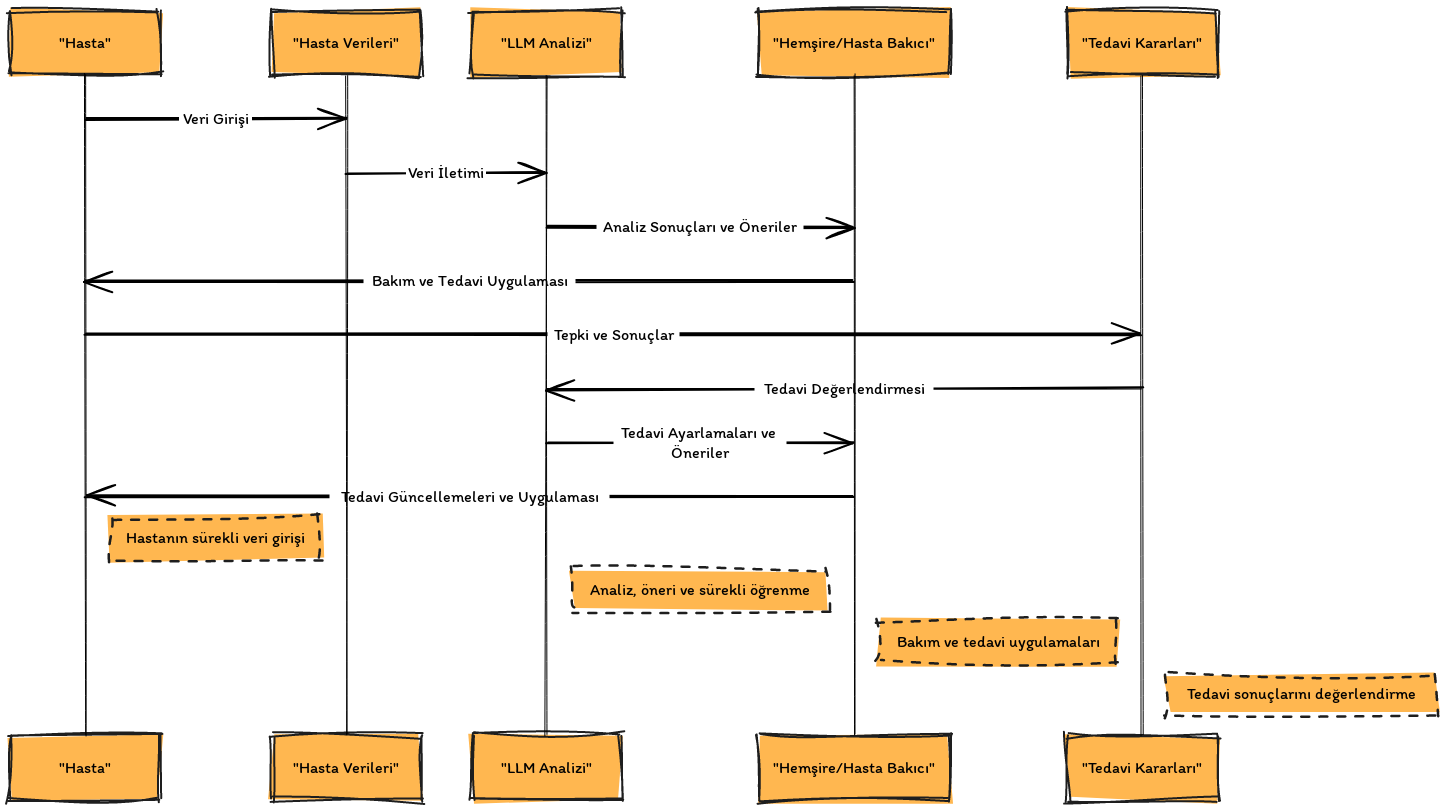 "Hasta"
"Hasta Verileri"
"LLM Analizi"
"Hemşire/Hasta Bakıcı"
"Tedavi Kararları"
Veri Girişi
Veri İletimi
Analiz Sonuçları ve Öneriler
Bakım ve Tedavi Uygulaması
Tepki ve Sonuçlar
Tedavi Değerlendirmesi
Tedavi Ayarlamaları ve
Öneriler
Tedavi Güncellemeleri ve Uygulaması
Hastanın sürekli veri girişi
Analiz, öneri ve sürekli öğrenme
Bakım ve tedavi uygulamaları
Tedavi sonuçlarını değerlendirme
"Hasta"
"Hasta Verileri"
"LLM Analizi"
"Hemşire/Hasta Bakıcı"
"Tedavi Kararları"